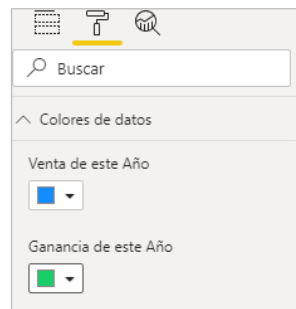 Buscar
Colores de datos
Venta de este Año
Ganancia de este Año